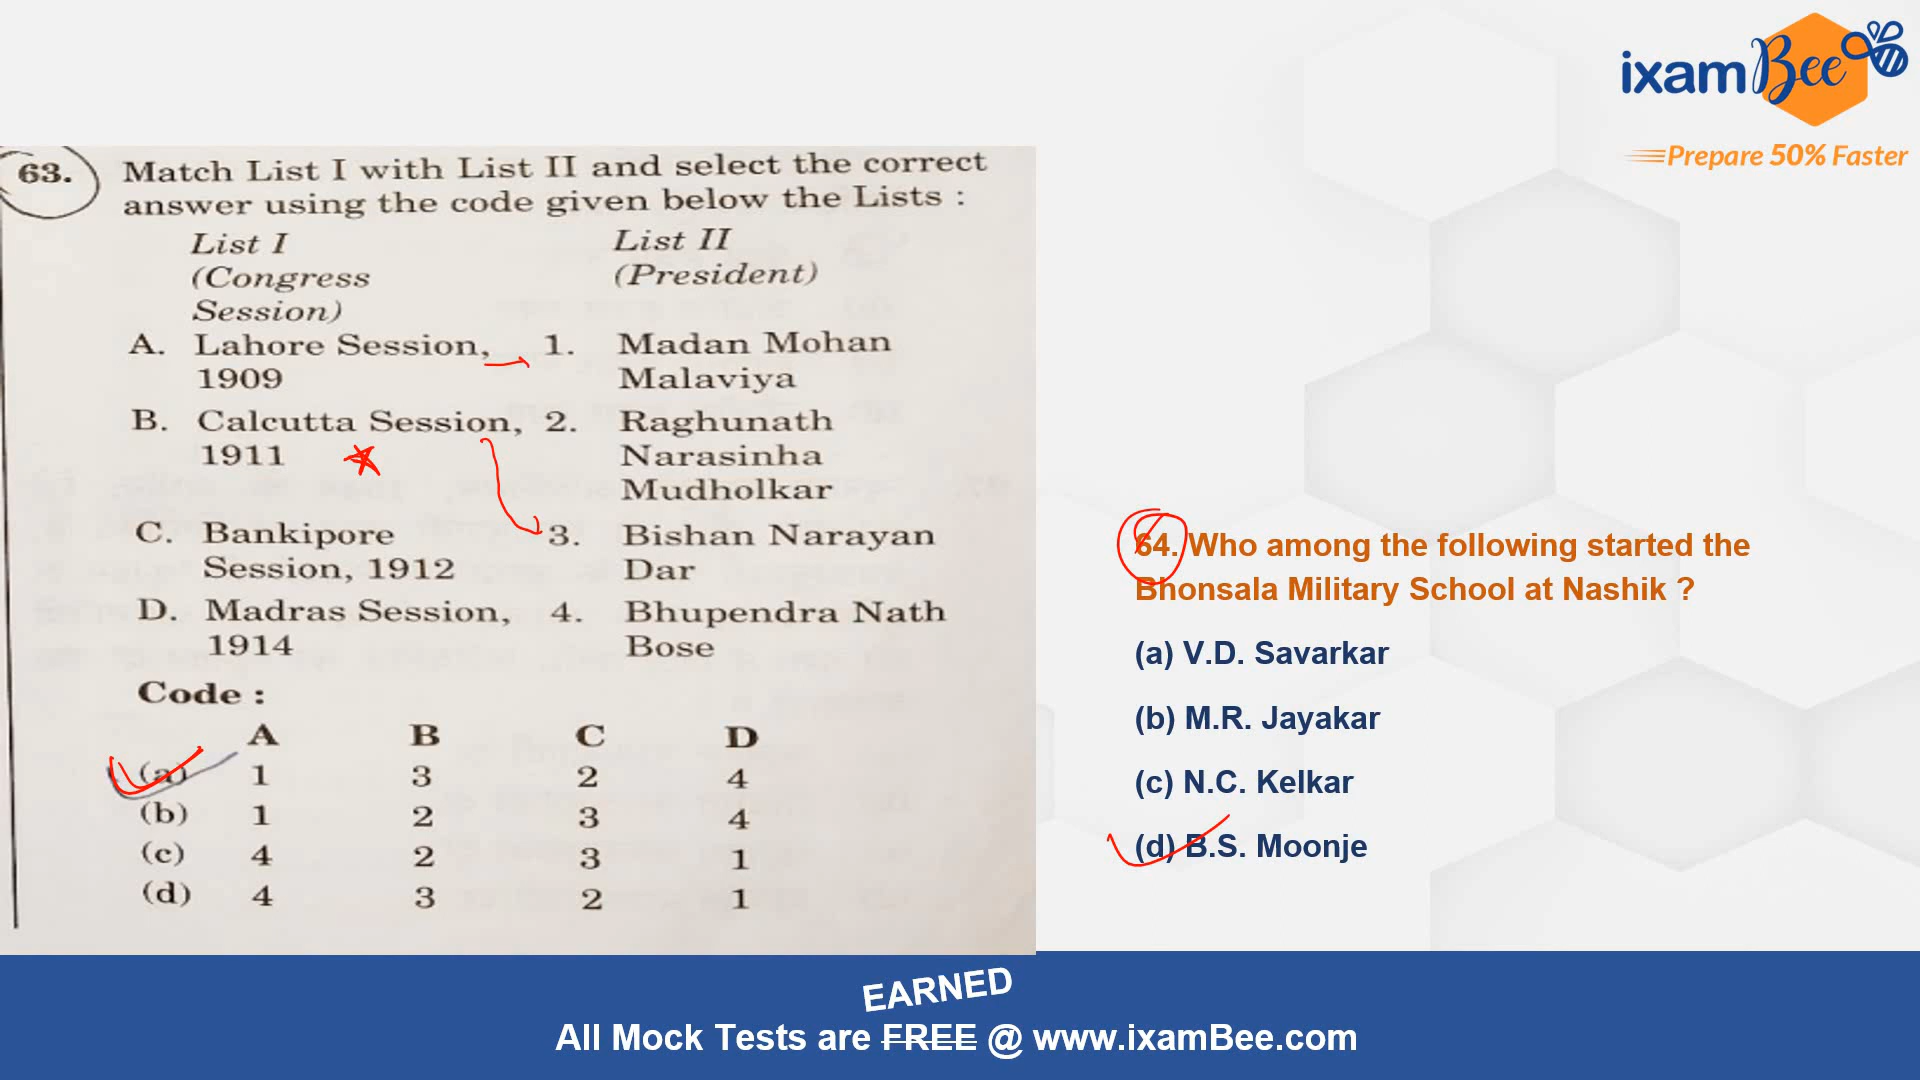 ixamBee
Prepare 50% Faster
63. Match List I with List II and select the correct
answer using the code given below the Lists :
List I List II
(Congress (President)
Session)
A. Lahore Session, 1. Madan Mohan
1909 Malaviya
B. Calcutta Session, 2. Raghunath
1911 Narasinha
Mudholkar
C. Bankipore 3. Bishan Narayan
Session, 1912 Dar
D. Madras Session, 4. Bhupendra Nath
1914 Bose
Code :
A B C D
(a) 1 3 2 4
(b) 1 2 3 4
(c) 4 2 3 1
(d) 4 3 2 1
64. Who among the following started the
Bhonsala Military School at Nashik ?
(a) V.D. Savarkar
(b) M.R. Jayakar
(c) N.C. Kelkar
(d) B.S. Moonje
EARNED
All Mock Tests are FREE @ www.ixamBee.com